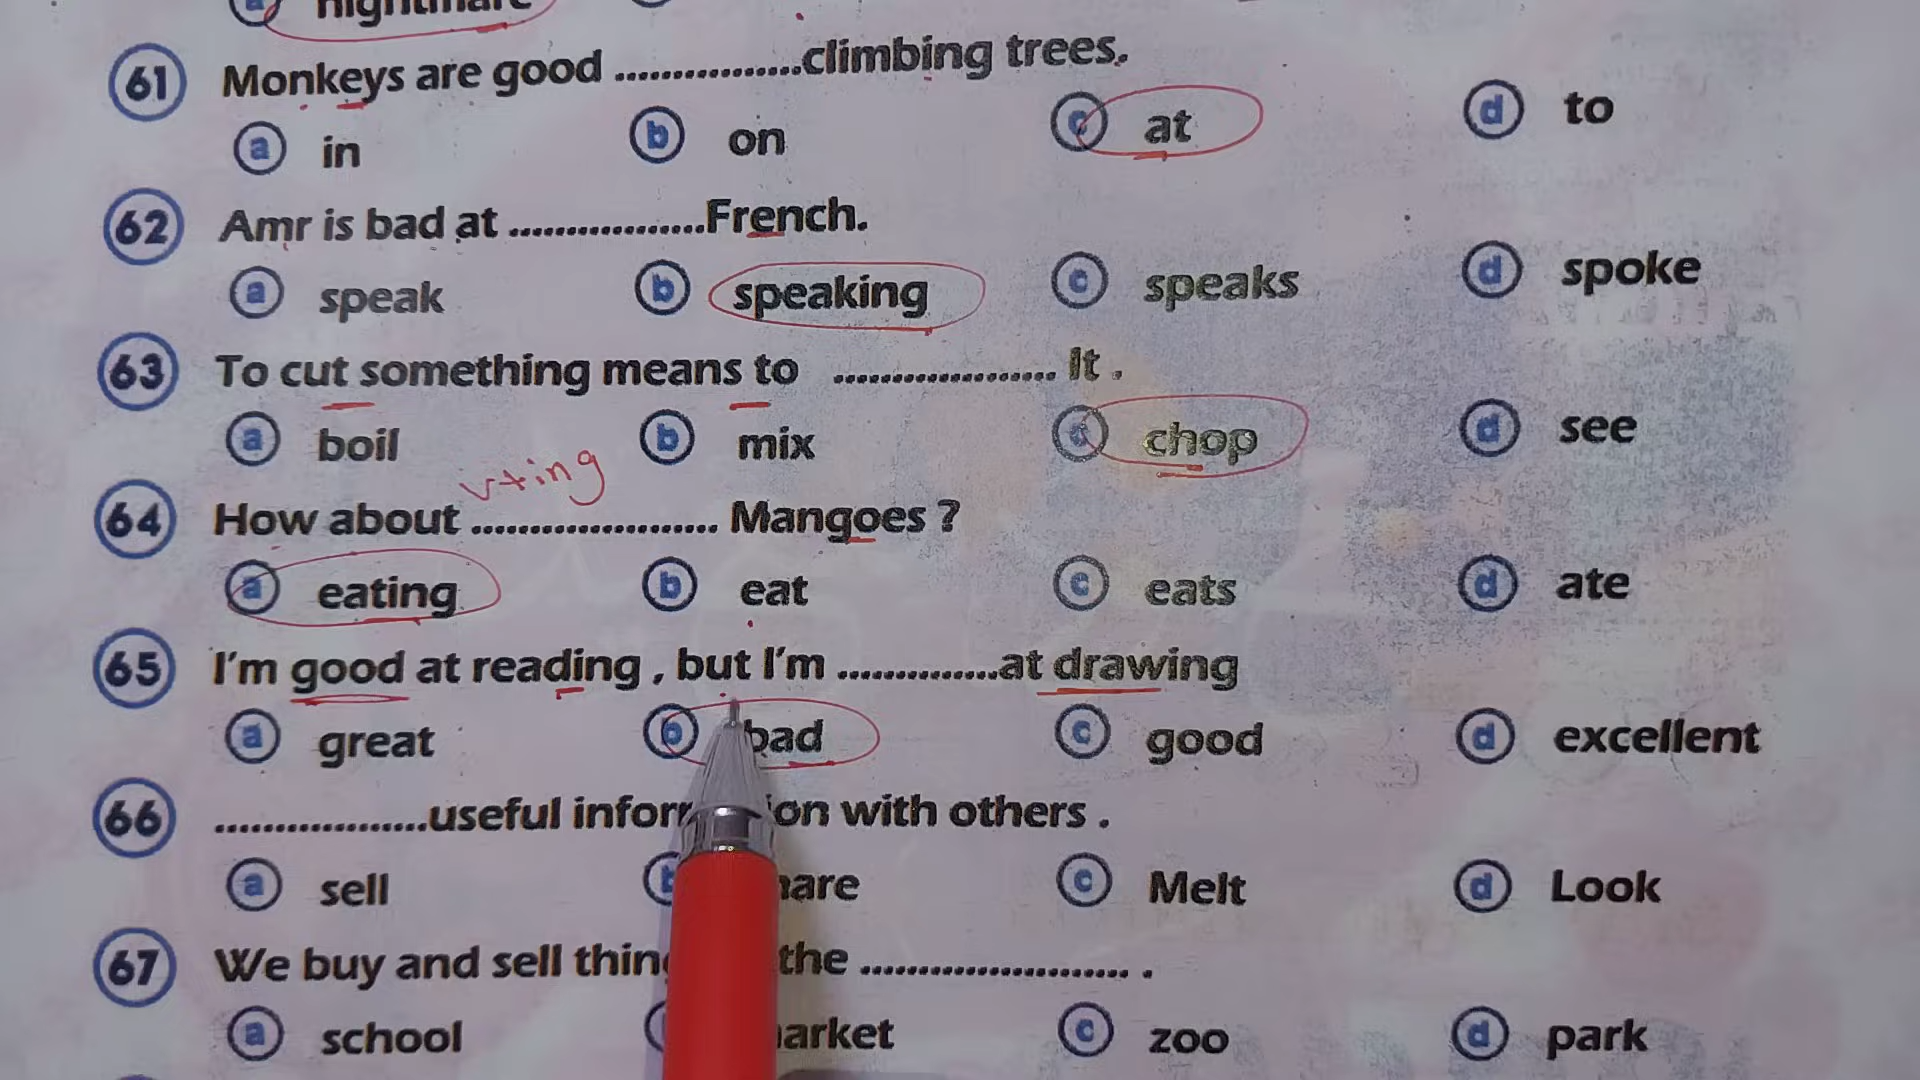 a nightmare
61 Monkeys are good ................climbing trees.
a in b on c at d to
62 Amr is bad at .................French.
a speak b speaking c speaks d spoke
63 To cut something means to ................... It .
a boil b mix c chop d see
v+ing
64 How about ..................... Mangoes ?
a eating b eat c eats d ate
65 I'm good at reading , but I'm ..............at drawing
a great b bad c good d excellent
66 ..................useful with others .
a sell c Melt d Look
67 We buy and sell the ....................... .
a school c zoo d park